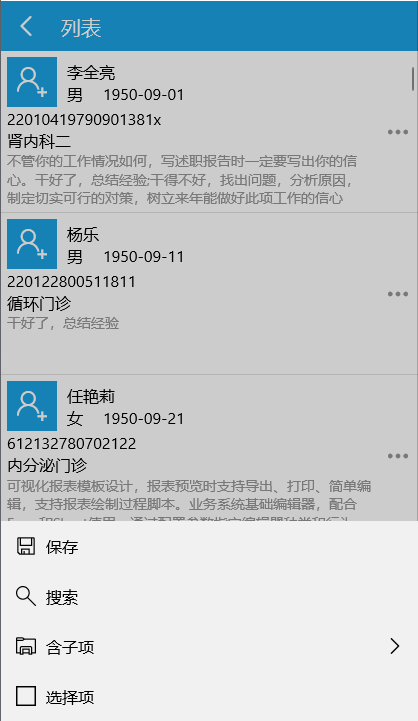 列表
李全亮
男 1950-09-01
22010419790901381x
肾内科二
不管你的工作情况如何，写述职报告时一定要写出你的信
心。干好了，总结经验;干得不好，找出问题，分析原因，
制定切实可行的对策，树立来年能做好此项工作的信心
杨乐
男 1950-09-11
220122800511811
循环门诊
干好了，总结经验
任艳莉
女 1950-09-21
612132780702122
内分泌门诊
可视化报表模板设计，报表预览时支持导出、打印、简单编
辑，支持报表绘制过程脚本。业务系统基础编辑器，配合
保存
搜索
含子项
选择项